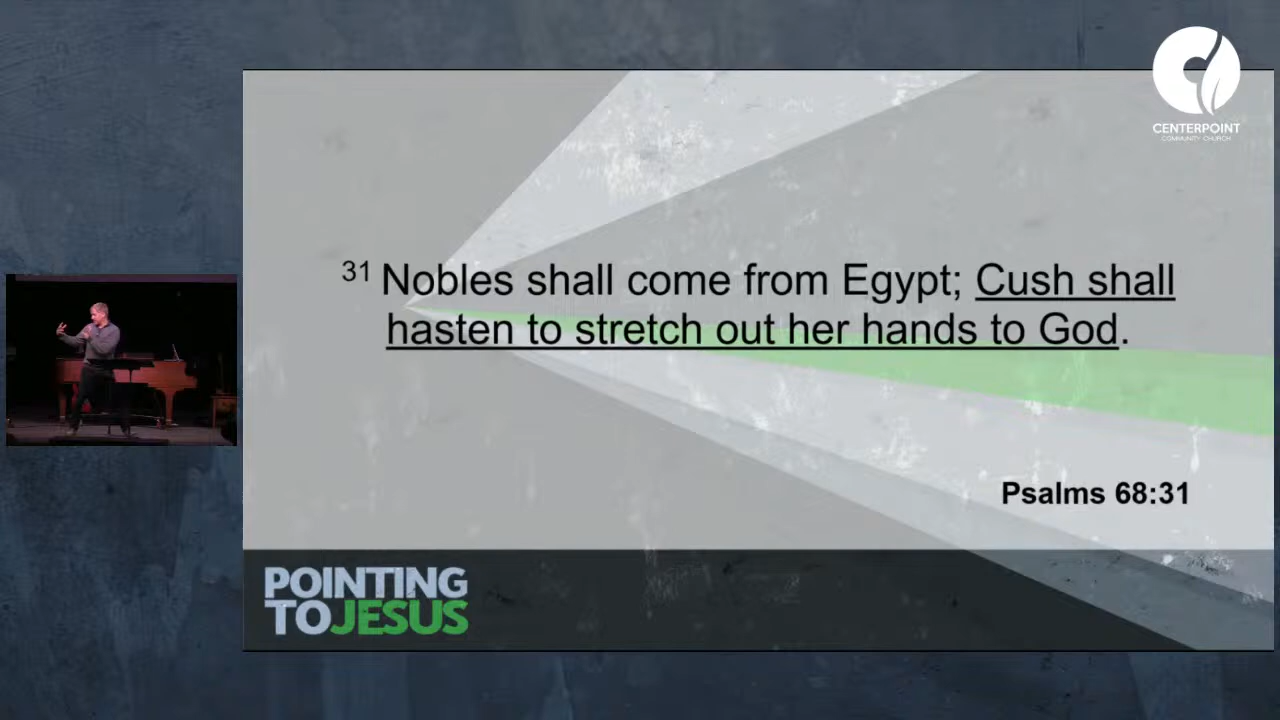 CENTERPOINT
COMMUNITY CHURCH
31 Nobles shall come from Egypt; Cush shall
hasten to stretch out her hands to God.
Psalms 68:31
POINTING
TO JESUS